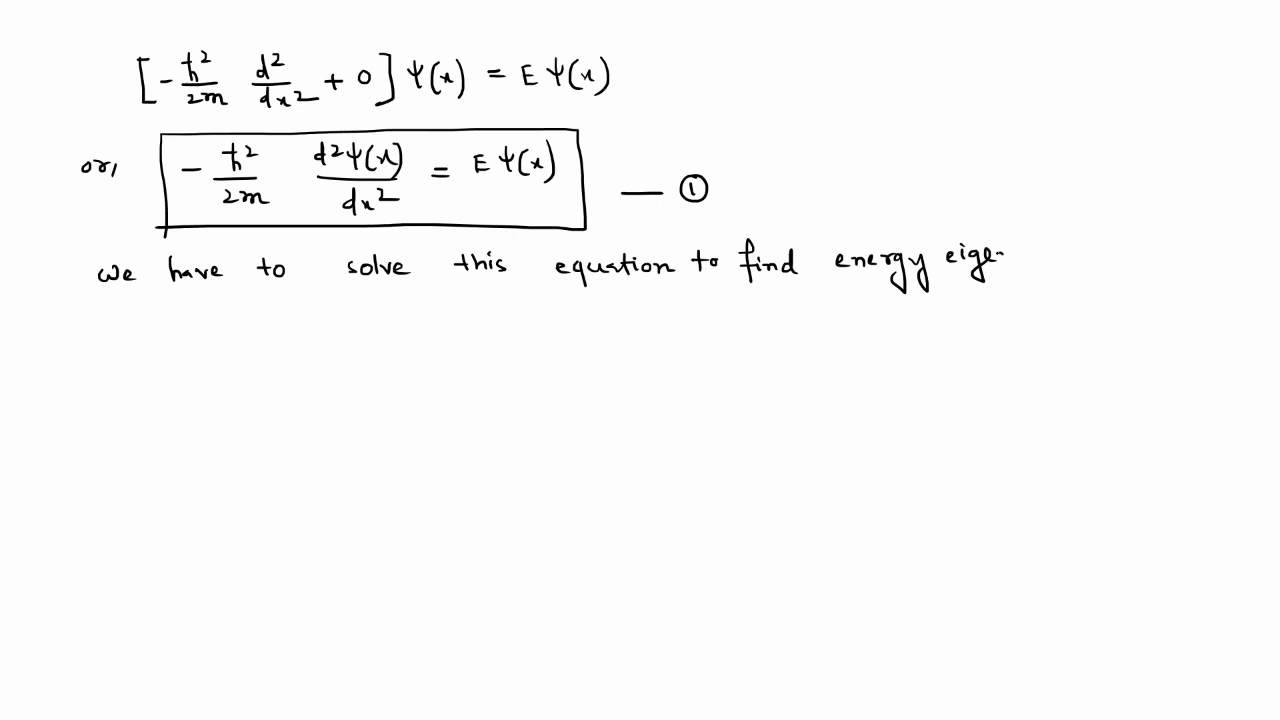 [-ħ²/2m d²/dx² + 0] Ψ(x) = E Ψ(x)
or, -ħ²/2m d²Ψ(x)/dx² = E Ψ(x) — ①
we have to solve this equation to find energy eige